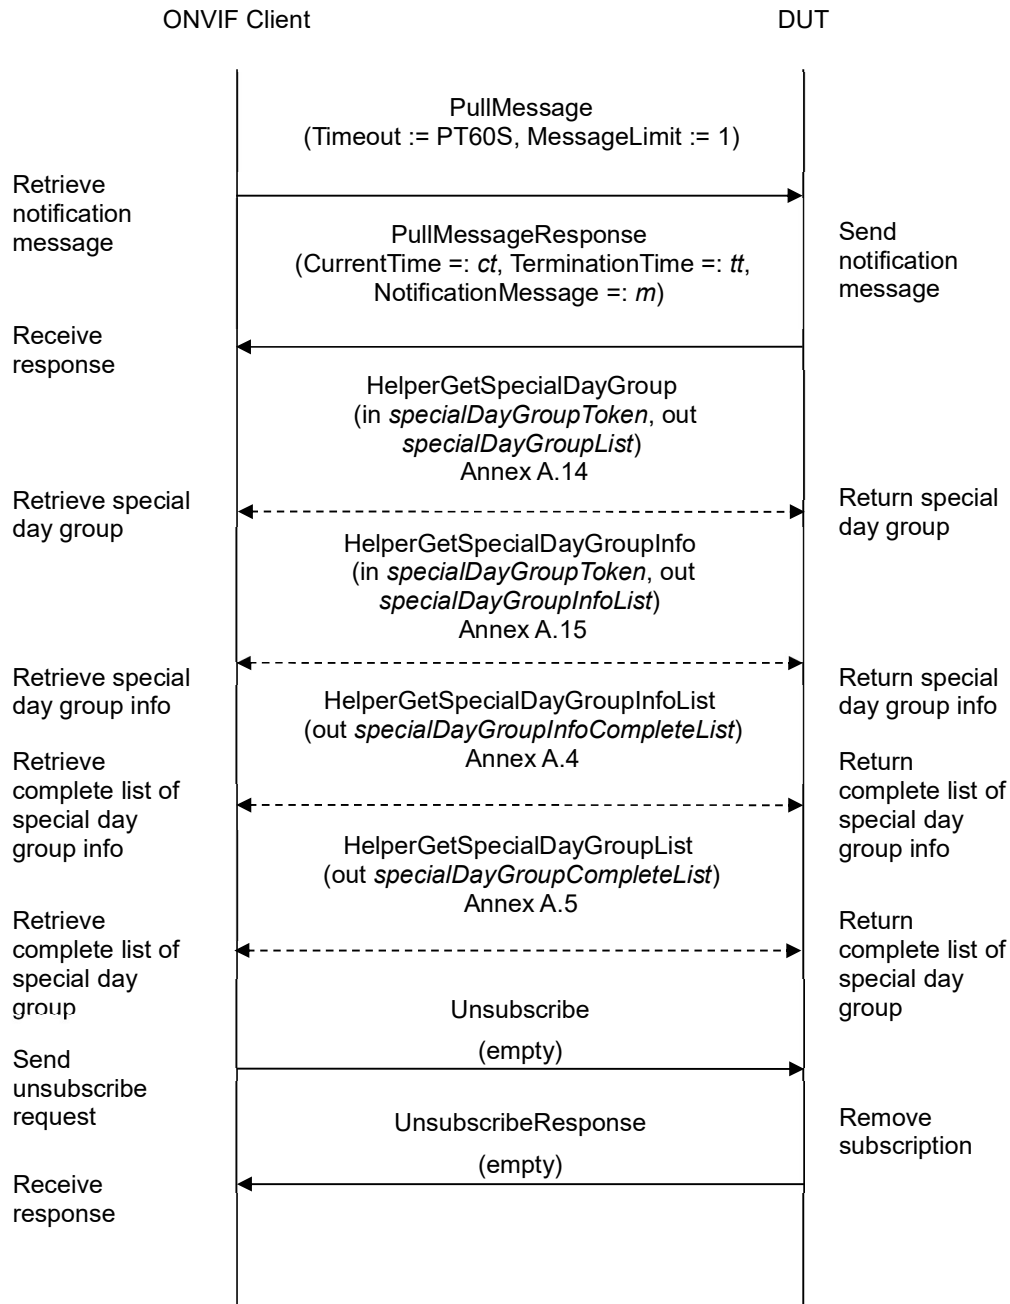 ONVIF Client
DUT
PullMessage
(Timeout := PT60S, MessageLimit := 1)
Retrieve
notification
message
PullMessageResponse
(CurrentTime =: ct, TerminationTime =: tt,
NotificationMessage =: m)
Send
notification
message
Receive
response
HelperGetSpecialDayGroup
(in specialDayGroupToken, out
specialDayGroupList)
Annex A.14
Retrieve special
day group
Return special
day group
HelperGetSpecialDayGroupInfo
(in specialDayGroupToken, out
specialDayGroupInfoList)
Annex A.15
Retrieve special
day group info
Return special
day group info
HelperGetSpecialDayGroupInfoList
(out specialDayGroupInfoCompleteList)
Annex A.4
Retrieve
complete list of
special day
group info
Return
complete list of
special day
group info
HelperGetSpecialDayGroupList
(out specialDayGroupCompleteList)
Annex A.5
Retrieve
complete list of
special day
group
Return
complete list of
special day
group
Unsubscribe
(empty)
Send
unsubscribe
request
UnsubscribeResponse
(empty)
Remove
subscription
Receive
response